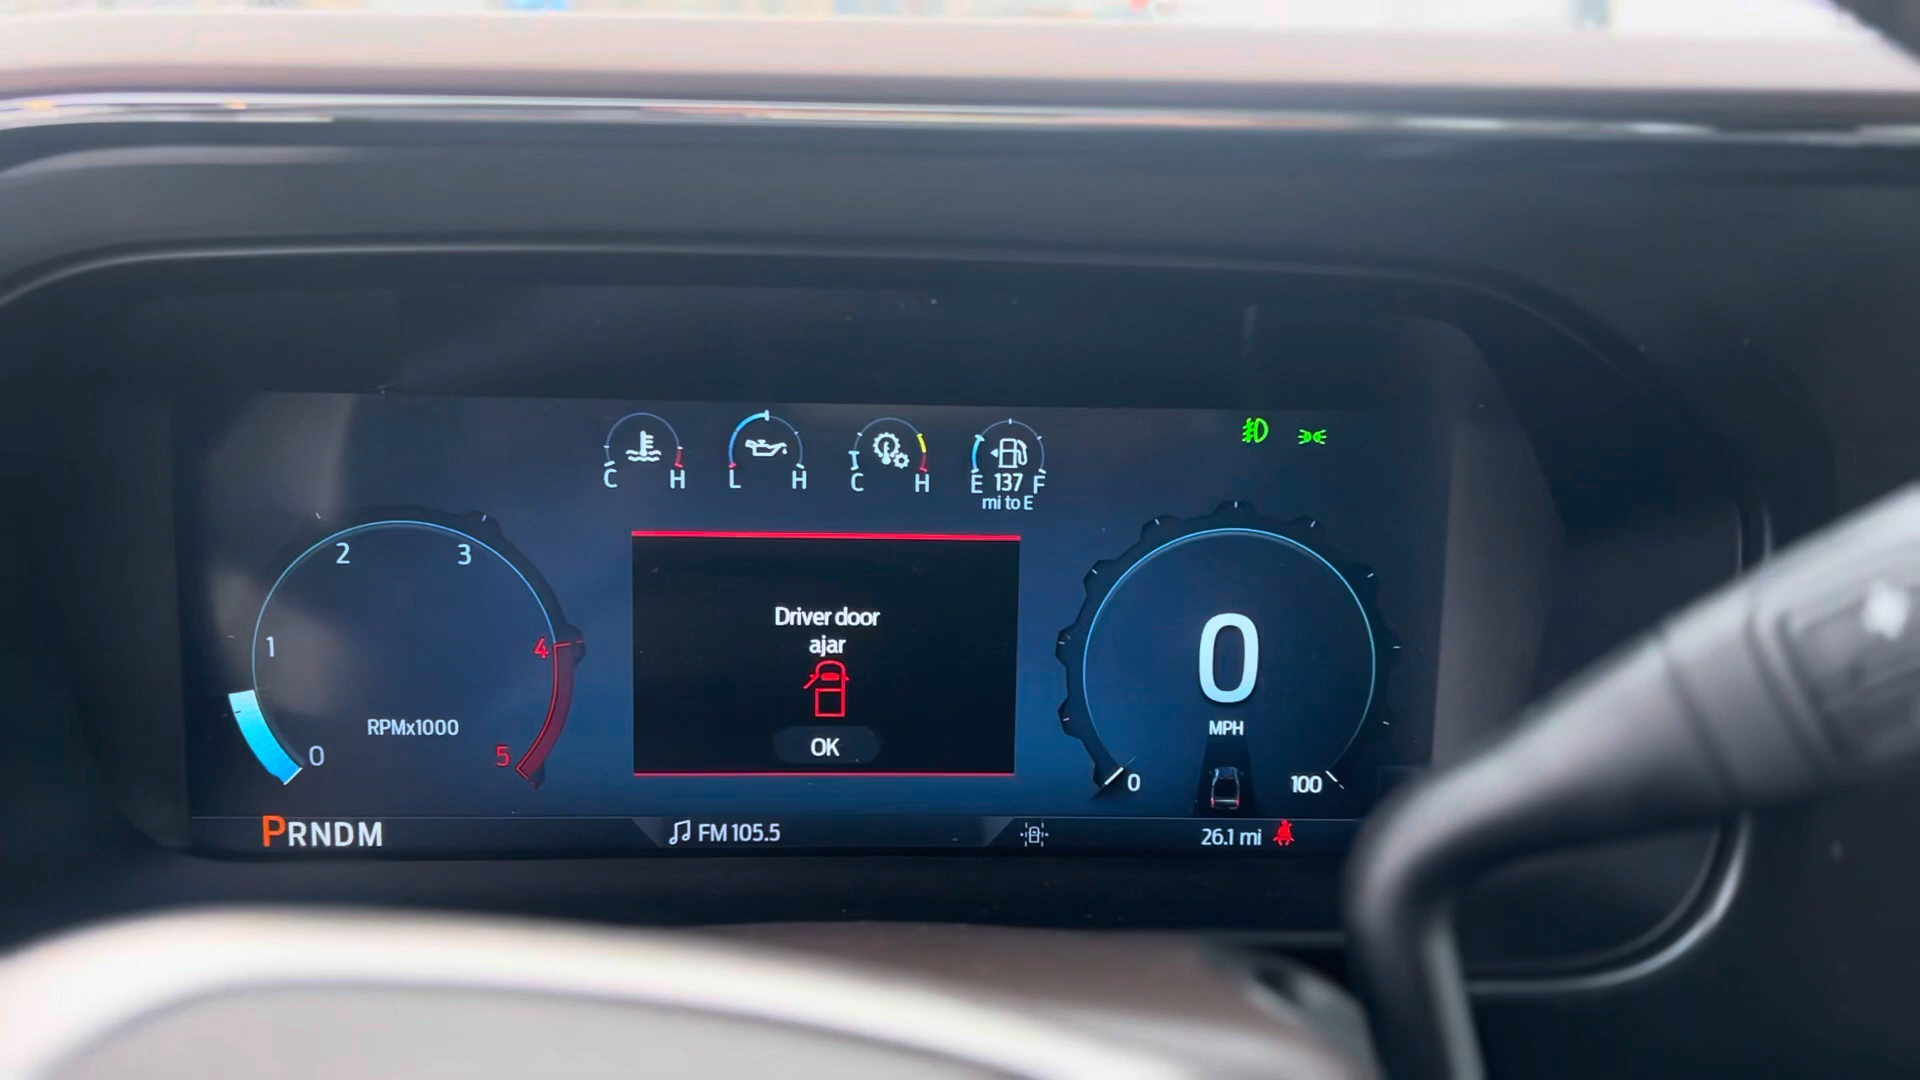 C H
L H
C H
E 137 F
mi to E
2 3
1 4
0 5
RPMx1000
Driver door
ajar
OK
0
MPH
0 100
PRNDM
FM 105.5
26.1 mi